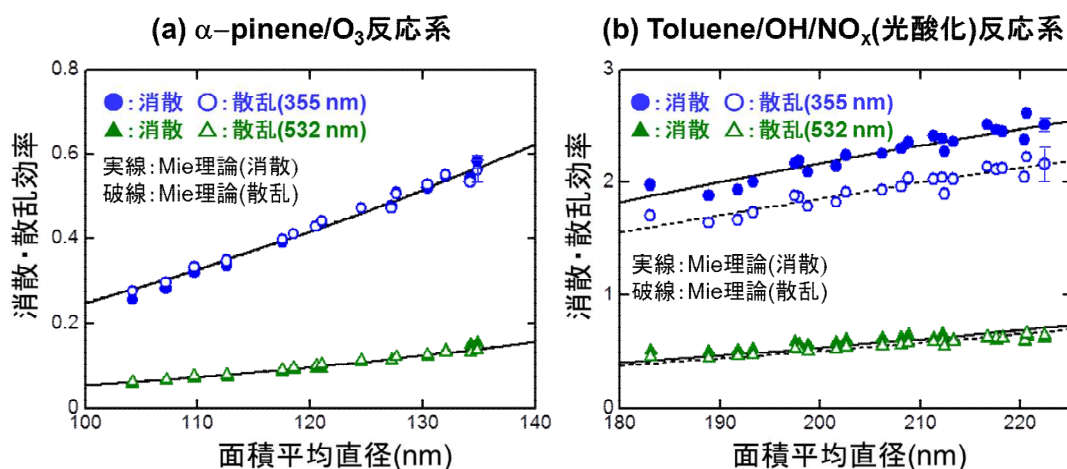 (a) α−pinene/O₃反応系
0.8
0.6
0.4
0.2
0
100 110 120 130 140
消散・散乱効率
面積平均直径(nm)
●:消散 ○:散乱(355 nm)
▲:消散 △:散乱(532 nm)
実線:Mie理論(消散)
破線:Mie理論(散乱)
(b) Toluene/OH/NOₓ(光酸化)反応系
3
2
1
0
180 190 200 210 220
消散・散乱効率
面積平均直径(nm)
●:消散 ○:散乱(355 nm)
▲:消散 △:散乱(532 nm)
実線:Mie理論(消散)
破線:Mie理論(散乱)